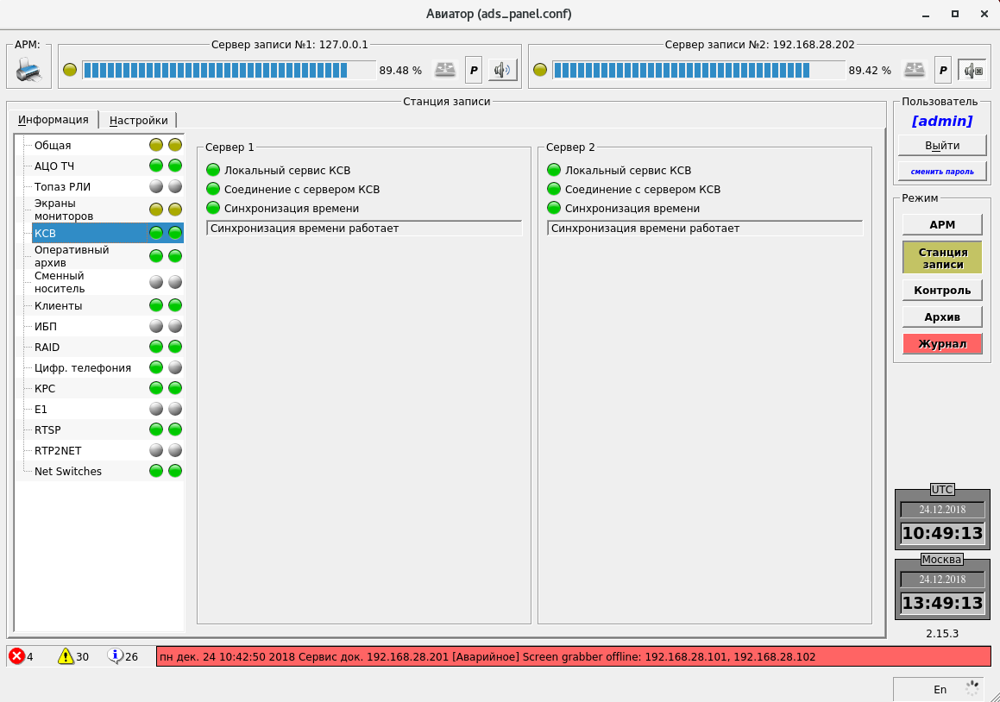 Авиатор (ads_panel.conf)
АРМ:
Сервер записи №1: 127.0.0.1
Сервер записи №2: 192.168.28.202
89.48 %
P
89.42 %
P
Станция записи
Информация
Настройки
Общая
АЦО ТЧ
Топаз РЛИ
Экраны
мониторов
КСВ
Оперативный
архив
Сменный
носитель
Клиенты
ИБП
RAID
Цифр. телефония
КРС
E1
RTSP
RTP2NET
Net Switches
Сервер 1
Локальный сервис КСВ
Соединение с сервером КСВ
Синхронизация времени
Синхронизация времени работает
Сервер 2
Локальный сервис КСВ
Соединение с сервером КСВ
Синхронизация времени
Синхронизация времени работает
Пользователь
[admin]
Выйти
сменить пароль
Режим
АРМ
Станция
записи
Контроль
Архив
Журнал
UTC
24.12.2018
10:49:13
Москва
24.12.2018
13:49:13
2.15.3
4
30
26
пн дек. 24 10:42:50 2018 Сервис док. 192.168.28.201 [Аварийное] Screen grabber offline: 192.168.28.101, 192.168.28.102
En